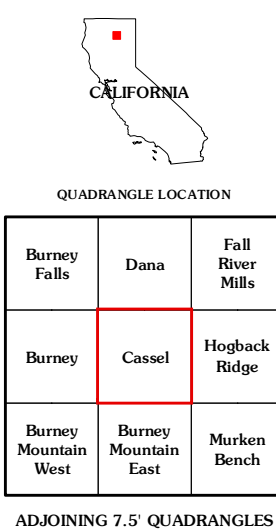 CALIFORNIA
QUADRANGLE LOCATION
Burney
Falls
Dana
Fall
River
Mills
Burney
Cassel
Hogback
Ridge
Burney
Mountain
West
Burney
Mountain
East
Murken
Bench
ADJOINING 7.5' QUADRANGLES